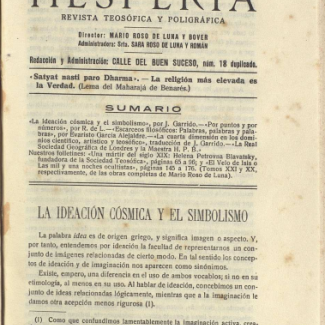 HESPERIA
REVISTA TEOSÓFICA Y POLIGRÁFICA
Director: MARIO ROSO DE LUNA Y BOVER
Administradora: Srta. SARA ROSO DE LUNA Y ROMÁN
Redacción y Administración: CALLE DEL BUEN SUCESO, núm. 18 duplicado.
«Satyat nasti paro Dharma».—La religión más elevada es
la Verdad. (Lema del Maharajá de Benarés.)
SUMARIO
«La ideación cósmica y el simbolismo», por J. Garrido.—«Por puntos y por
números», por R. de L.—«Escarceos filosóficos: Palabras, palabras y pala-
bras», por Evaristo García Alejaldre.—«La cuarta dimensión en los domi-
nios científico, artístico y teosófico», traducción de J. Garrido.—«La Real
Sociedad Geográfica de Londres y la Maestra H. P. B.»
Nuestros folletines: «Una mártir del siglo XIX: Helena Petrovna Blavatsky,
fundadora de la Sociedad Teosófica», páginas 65 a 96; y «El Velo de Isis o
Las mil y una noches ocultistas», páginas 145 a 176. (Tomos XXI y XX,
respectivamente, de las obras completas de Mario Roso de Luna).
LA IDEACIÓN CÓSMICA Y EL SIMBOLISMO
La palabra idea es de origen griego, y significa imagen o aspecto. Y,
por tanto, entendemos por ideación la facultad de representarnos un con-
junto de imágenes relacionadas de cierto modo. En tal sentido los concep-
tos de ideación y de imaginación nos aparecen como sinónimos.
Existe, empero, una diferencia en el uso de ambos vocablos; si no en su
etimología, al menos en su uso. Al hablar de ideación, concebimos un con-
junto de ideas relacionadas lógicamente, mientras que a la imaginación le
damos otra acepción menos rigurosa (1).
(1) Como que confundimos lamentablemente la imaginación activa, crea-